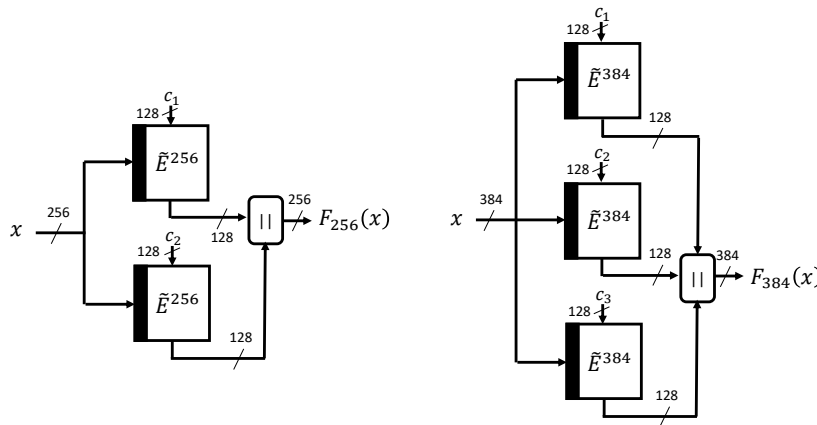 c₁
128
Ẽ²⁵⁶
x
256
128
c₂
128
Ẽ²⁵⁶
128
||
256
F₂₅₆(x)
c₁
128
Ẽ³⁸⁴
128
c₂
128
Ẽ³⁸⁴
x
384
128
c₃
128
Ẽ³⁸⁴
128
||
384
F₃₈₄(x)